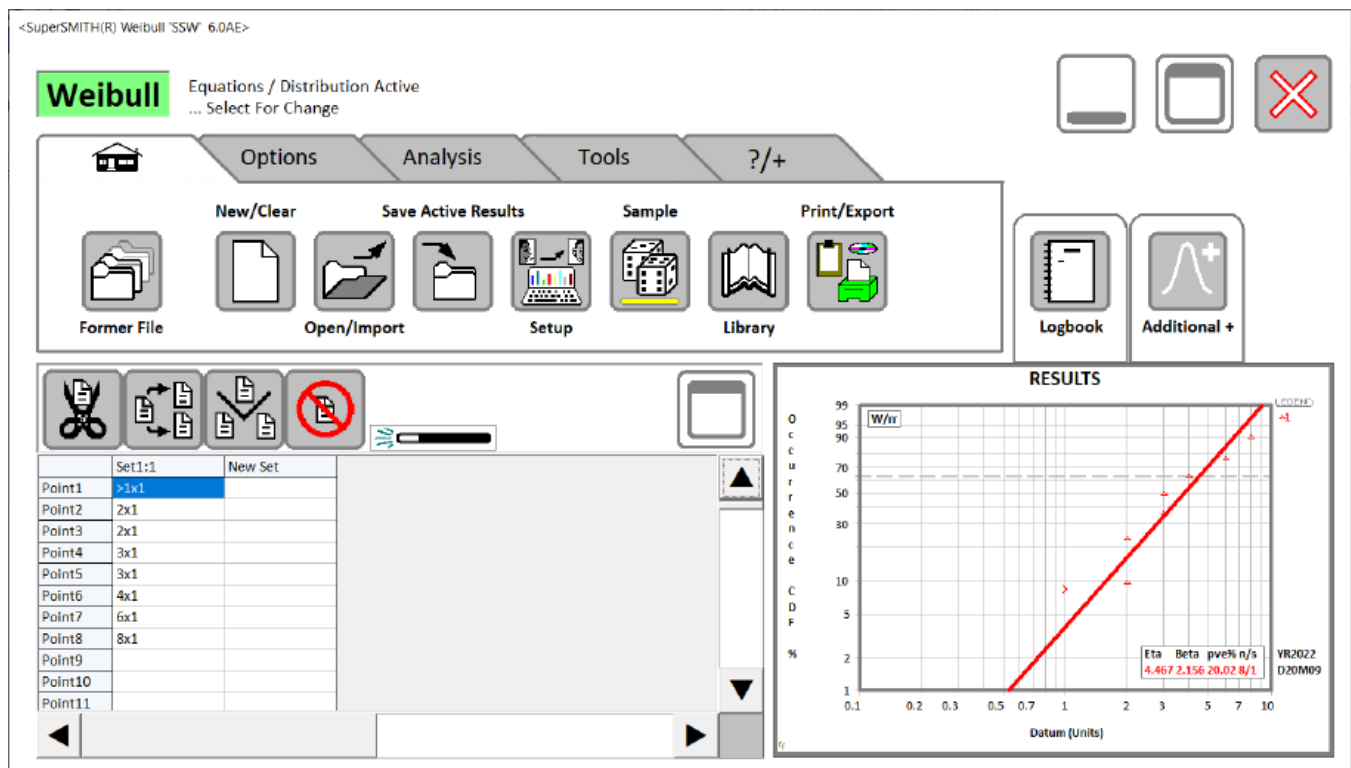 <SuperSMITH(R) Weibull "SSW" 6.0AE>
Weibull
Equations / Distribution Active
... Select For Change
Options
Analysis
Tools
?/+
New/Clear
Save Active Results
Sample
Print/Export
Former File
Open/Import
Setup
Library
Logbook
Additional +
Set1:1 New Set
Point1 >1x1
Point2 2x1
Point3 2x1
Point4 3x1
Point5 3x1
Point6 4x1
Point7 6x1
Point8 8x1
Point9
Point10
Point11
RESULTS
Occurrence CDF %
99
95
90
70
50
30
10
5
2
1
W/rr
LEGEND
1
Eta Beta pve% n/s
4.467 2.156 20.02 8/1
YR2022
D20M09
0.1 0.2 0.3 0.5 0.7 1 2 3 5 7 10
Datum (Units)